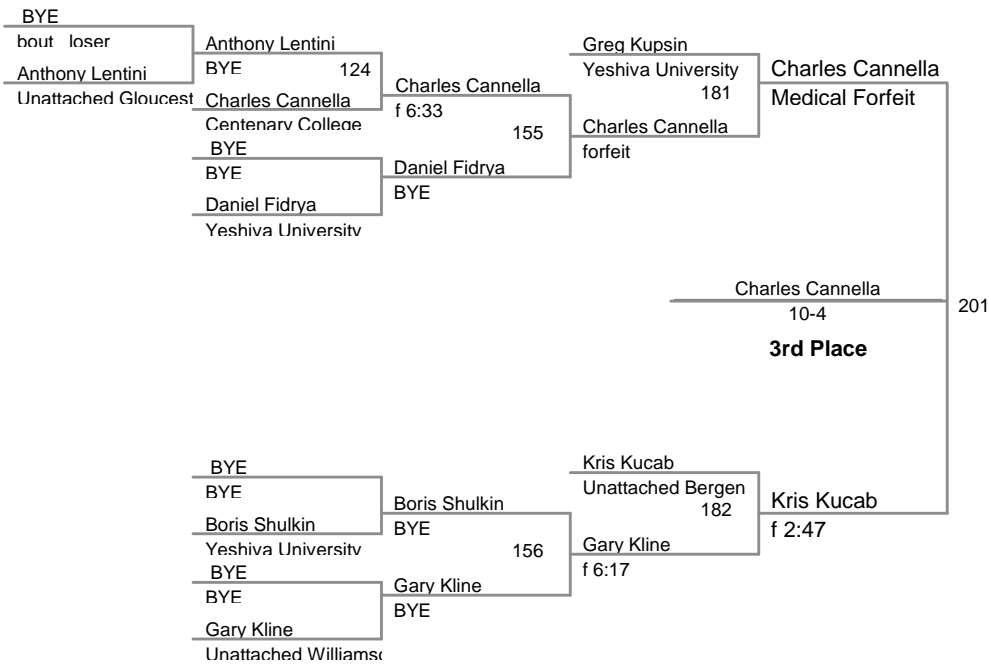 BYE
bout loser
Anthony Lentini
Unattached Gloucest
Anthony Lentini
BYE
124
Charles Cannella
Centenary College
BYE
BYE
Daniel Fidrya
Yeshiva University
Charles Cannella
f 6:33
155
Daniel Fidrya
BYE
Greg Kupsin
Yeshiva University
181
Charles Cannella
forfeit
Charles Cannella
Medical Forfeit
Charles Cannella
10-4
3rd Place
201
BYE
BYE
Boris Shulkin
Yeshiva University
BYE
BYE
Gary Kline
Unattached Williams
Boris Shulkin
BYE
156
Gary Kline
BYE
Kris Kucab
Unattached Bergen
182
Gary Kline
f 6:17
Kris Kucab
f 2:47